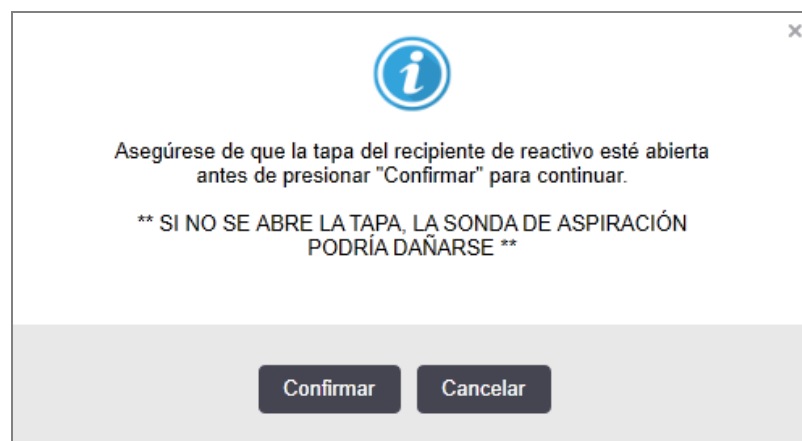 Asegúrese de que la tapa del recipiente de reactivo esté abierta
antes de presionar "Confirmar" para continuar.
** SI NO SE ABRE LA TAPA, LA SONDA DE ASPIRACIÓN
PODRÍA DAÑARSE **
Confirmar Cancelar